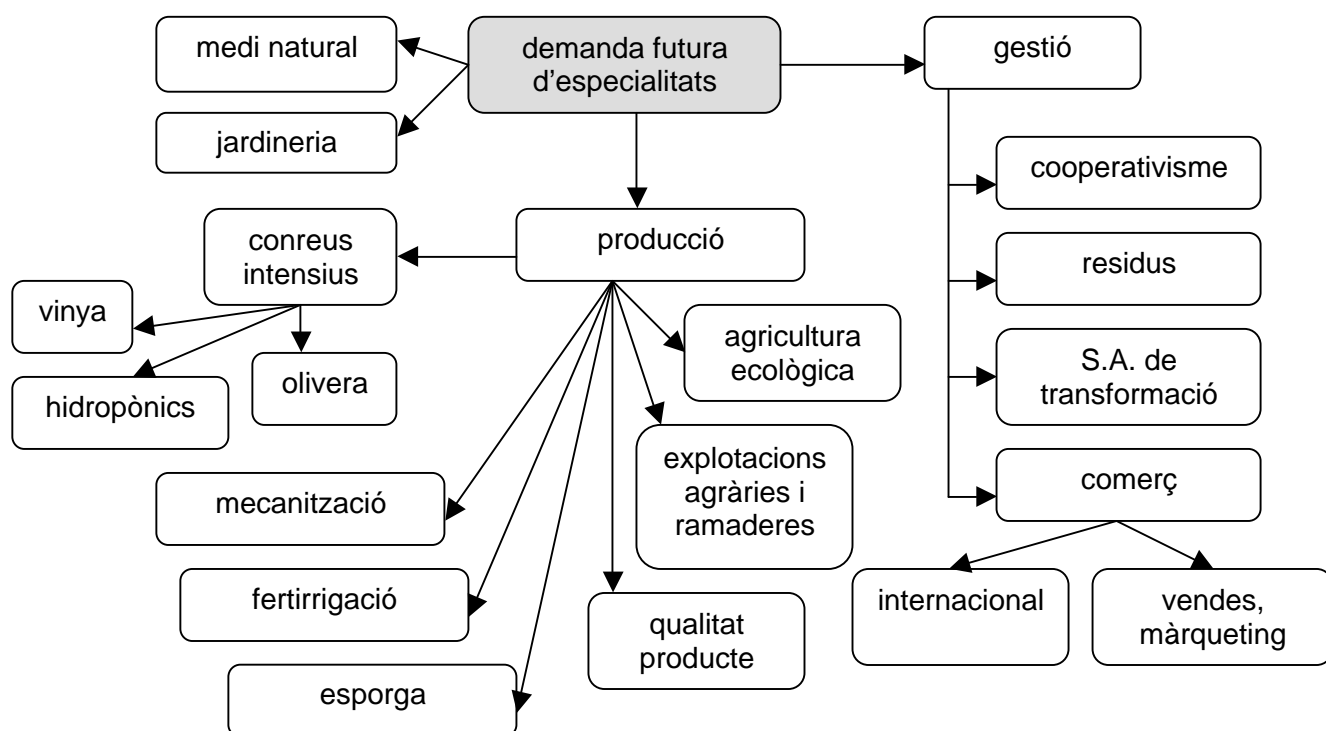 medi natural
demanda futura
d’especialitats
gestió
jardineria
cooperativisme
conreus
intensius
producció
residus
vinya
agricultura
ecològica
olivera
S.A. de
transformació
hidropònics
explotacions
agràries i
ramaderes
comerç
mecanització
fertirrigació
qualitat
producte
internacional
vendes,
màrqueting
esporga